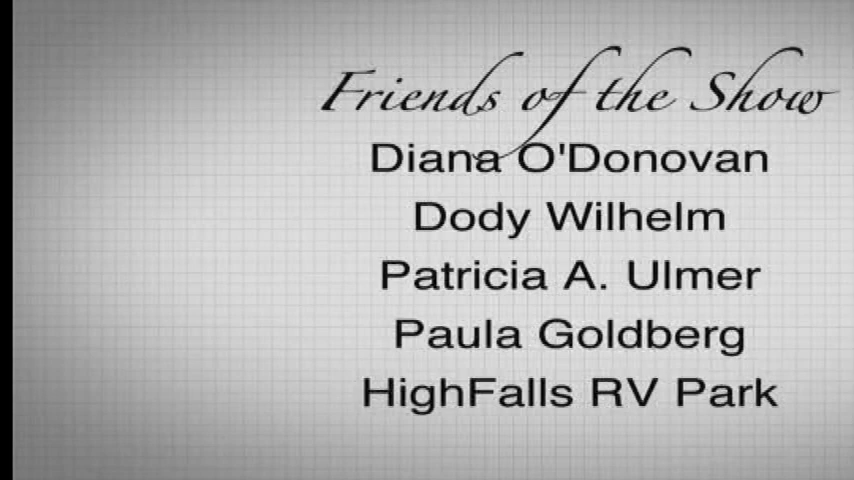 Friends of the Show
Diana O'Donovan
Dody Wilhelm
Patricia A. Ulmer
Paula Goldberg
HighFalls RV Park